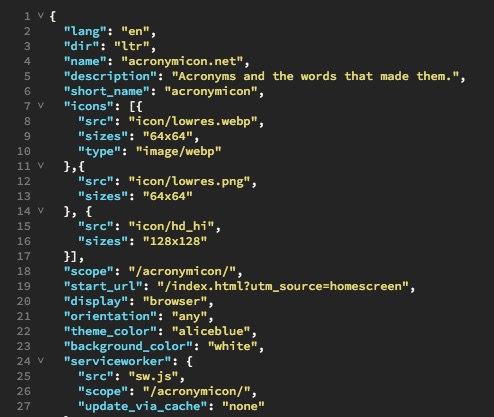 1 {
2 "lang": "en",
3 "dir": "ltr",
4 "name": "acronymicon.net",
5 "description": "Acronyms and the words that made them.",
6 "short_name": "acronymicon",
7 "icons": [{
8 "src": "icon/lowres.webp",
9 "sizes": "64x64",
10 "type": "image/webp"
11 },{
12 "src": "icon/lowres.png",
13 "sizes": "64x64"
14 }, {
15 "src": "icon/hd_hi",
16 "sizes": "128x128"
17 }],
18 "scope": "/acronymicon/",
19 "start_url": "/index.html?utm_source=homescreen",
20 "display": "browser",
21 "orientation": "any",
22 "theme_color": "aliceblue",
23 "background_color": "white",
24 "serviceworker": {
25 "src": "sw.js",
26 "scope": "/acronymicon/",
27 "update_via_cache": "none"